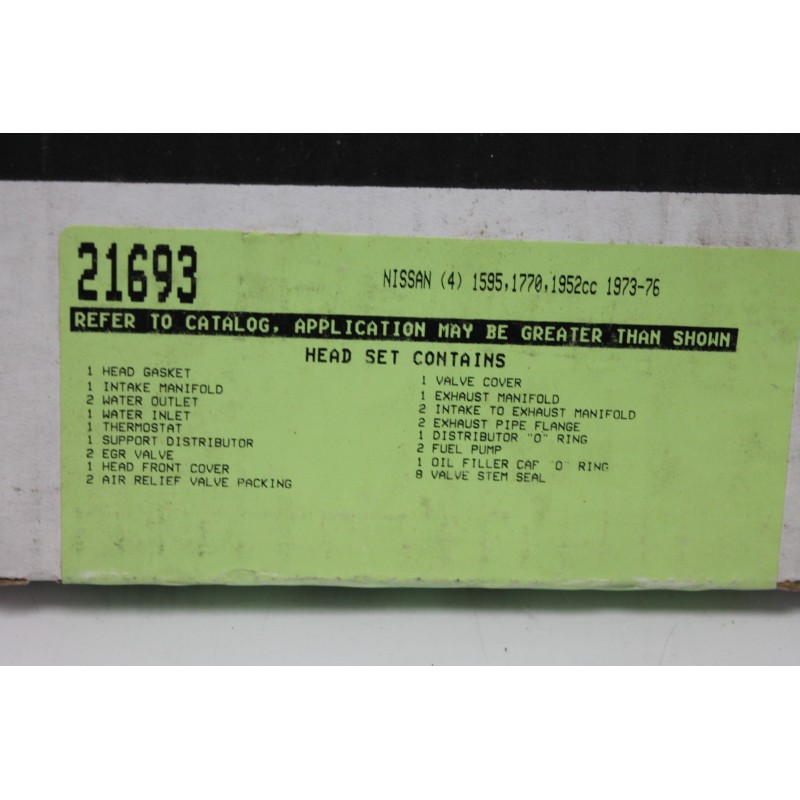 21693
NISSAN (4) 1595,1770,1952cc 1973-76
REFER TO CATALOG, APPLICATION MAY BE GREATER THAN SHOWN
HEAD SET CONTAINS
1 HEAD GASKET
1 INTAKE MANIFOLD
2 WATER OUTLET
1 WATER INLET
1 THERMOSTAT
1 SUPPORT DISTRIBUTOR
2 EGR VALVE
1 HEAD FRONT COVER
2 AIR RELIEF VALVE PACKING
1 VALVE COVER
1 EXHAUST MANIFOLD
2 INTAKE TO EXHAUST MANIFOLD
2 EXHAUST PIPE FLANGE
1 DISTRIBUTOR "O" RING
2 FUEL PUMP
1 OIL FILLER CAP "O" RING
8 VALVE STEM SEAL